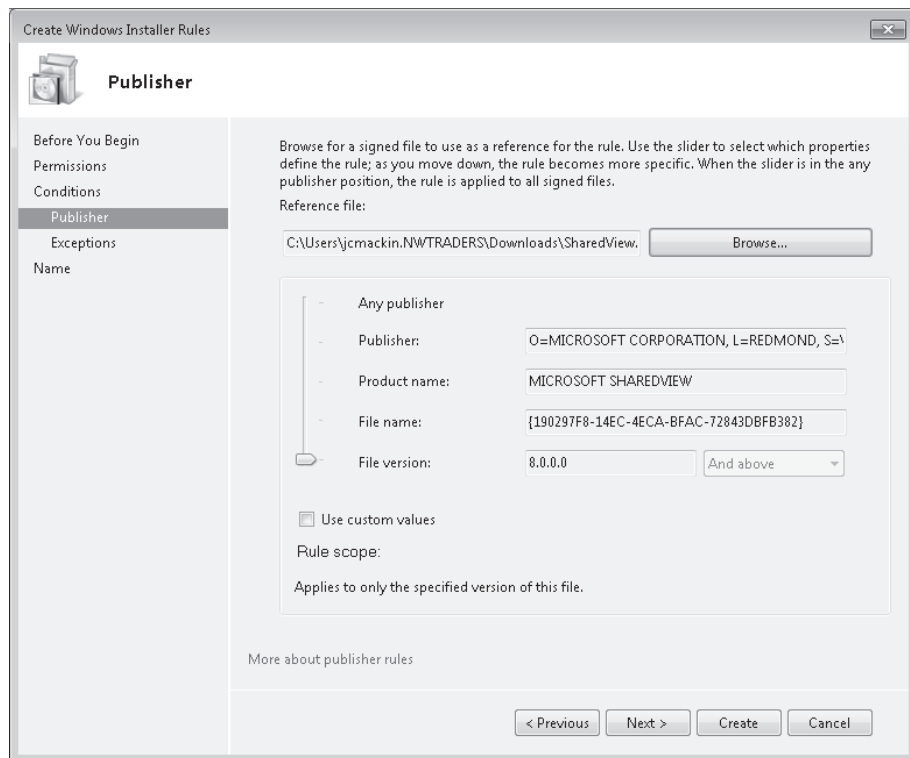 Create Windows Installer Rules
Publisher
Before You Begin
Permissions
Conditions
Publisher
Exceptions
Name
Browse for a signed file to use as a reference for the rule. Use the slider to select which properties
define the rule; as you move down, the rule becomes more specific. When the slider is in the any
publisher position, the rule is applied to all signed files.
Reference file:
C:\Users\jcmackin.NWTRADERS\Downloads\SharedView.
Browse...
Any publisher
Publisher:
O=MICROSOFT CORPORATION, L=REDMOND, S=\
Product name:
MICROSOFT SHAREDVIEW
File name:
{190297F8-14EC-4ECA-BFAC-72843DBFB382}
File version:
8.0.0.0
And above
Use custom values
Rule scope:
Applies to only the specified version of this file.
More about publisher rules
< Previous
Next >
Create
Cancel